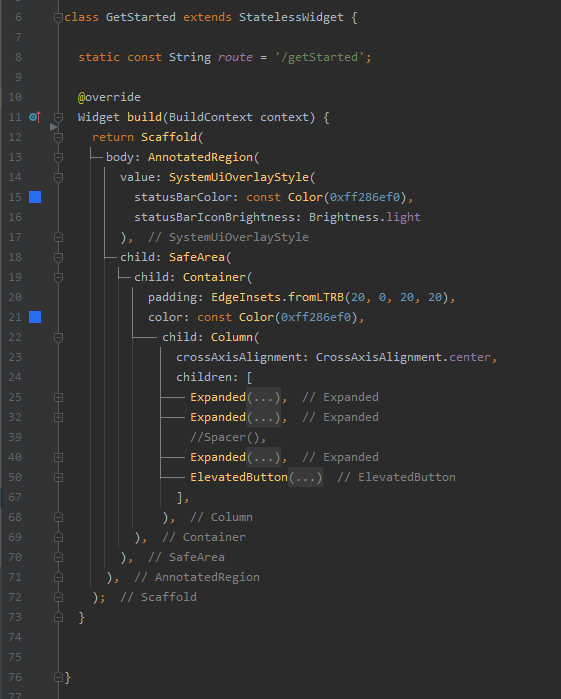 6 class GetStarted extends StatelessWidget {
7
8 static const String route = '/getStarted';
9
10 @override
11 Widget build(BuildContext context) {
12 return Scaffold(
13 body: AnnotatedRegion(
14 value: SystemUiOverlayStyle(
15 statusBarColor: const Color(0xff286ef0),
16 statusBarIconBrightness: Brightness.light
17 ), // SystemUiOverlayStyle
18 child: SafeArea(
19 child: Container(
20 padding: EdgeInsets.fromLTRB(20, 0, 20, 20),
21 color: const Color(0xff286ef0),
22 child: Column(
23 crossAxisAlignment: CrossAxisAlignment.center,
24 children: [
25 Expanded(...), // Expanded
32 Expanded(...), // Expanded
39 //Spacer(),
40 Expanded(...), // Expanded
50 ElevatedButton(...) // ElevatedButton
67 ],
68 ), // Column
69 ), // Container
70 ), // SafeArea
71 ), // AnnotatedRegion
72 ); // Scaffold
73 }
74
75
76 }
77